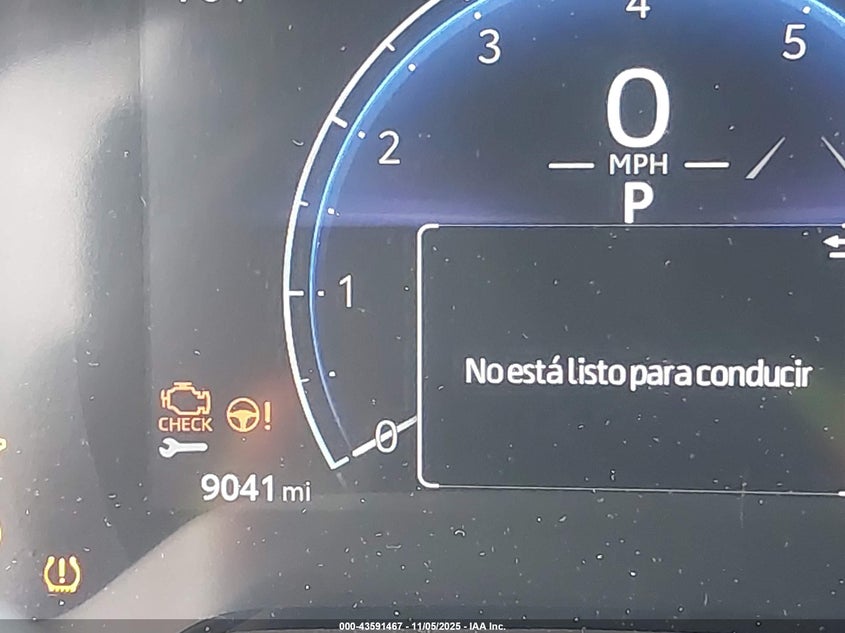 4
3
5
0
2
MPH
P
1
No está listo para conducir
CHECK
!
0
9041 mi
!
000-43591467 - 11/05/2025 - IAA Inc.